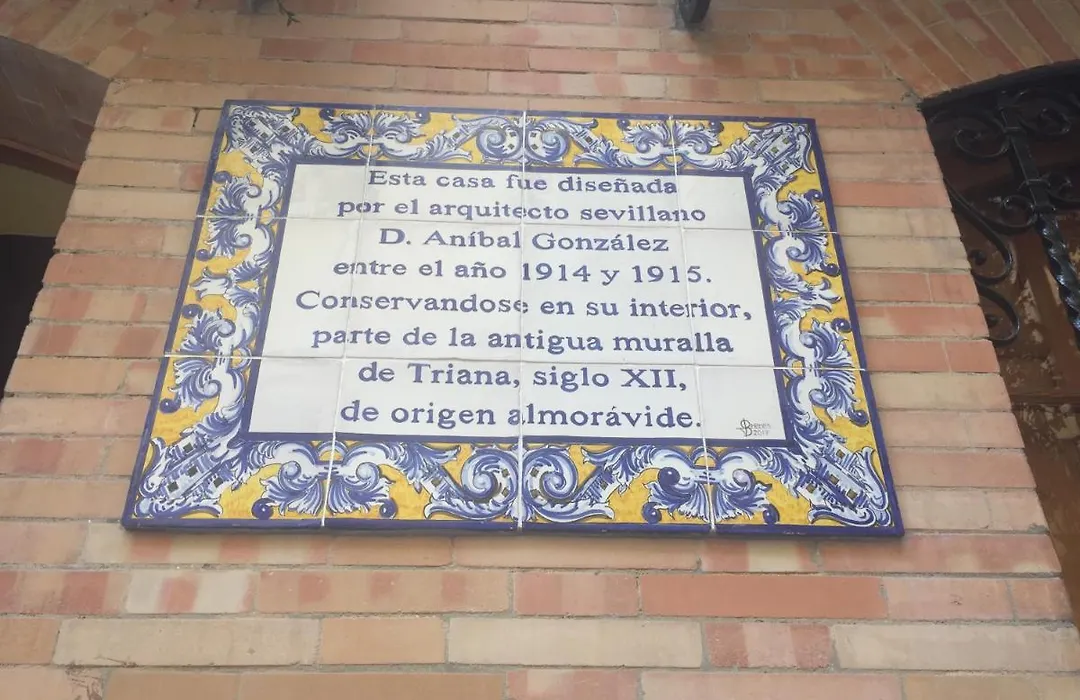 Esta casa fue diseñada
por el arquitecto sevillano
D. Aníbal González
entre el año 1914 y 1915.
Conservandose en su interior,
parte de la antigua muralla
de Triana, siglo XII,
de origen almorávide.